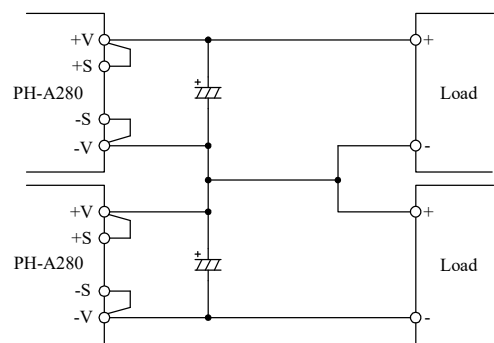 +V
+
+S
+
PH-A280
Load
-S
-V
-
+V
+
+S
+
PH-A280
Load
-S
-V
-